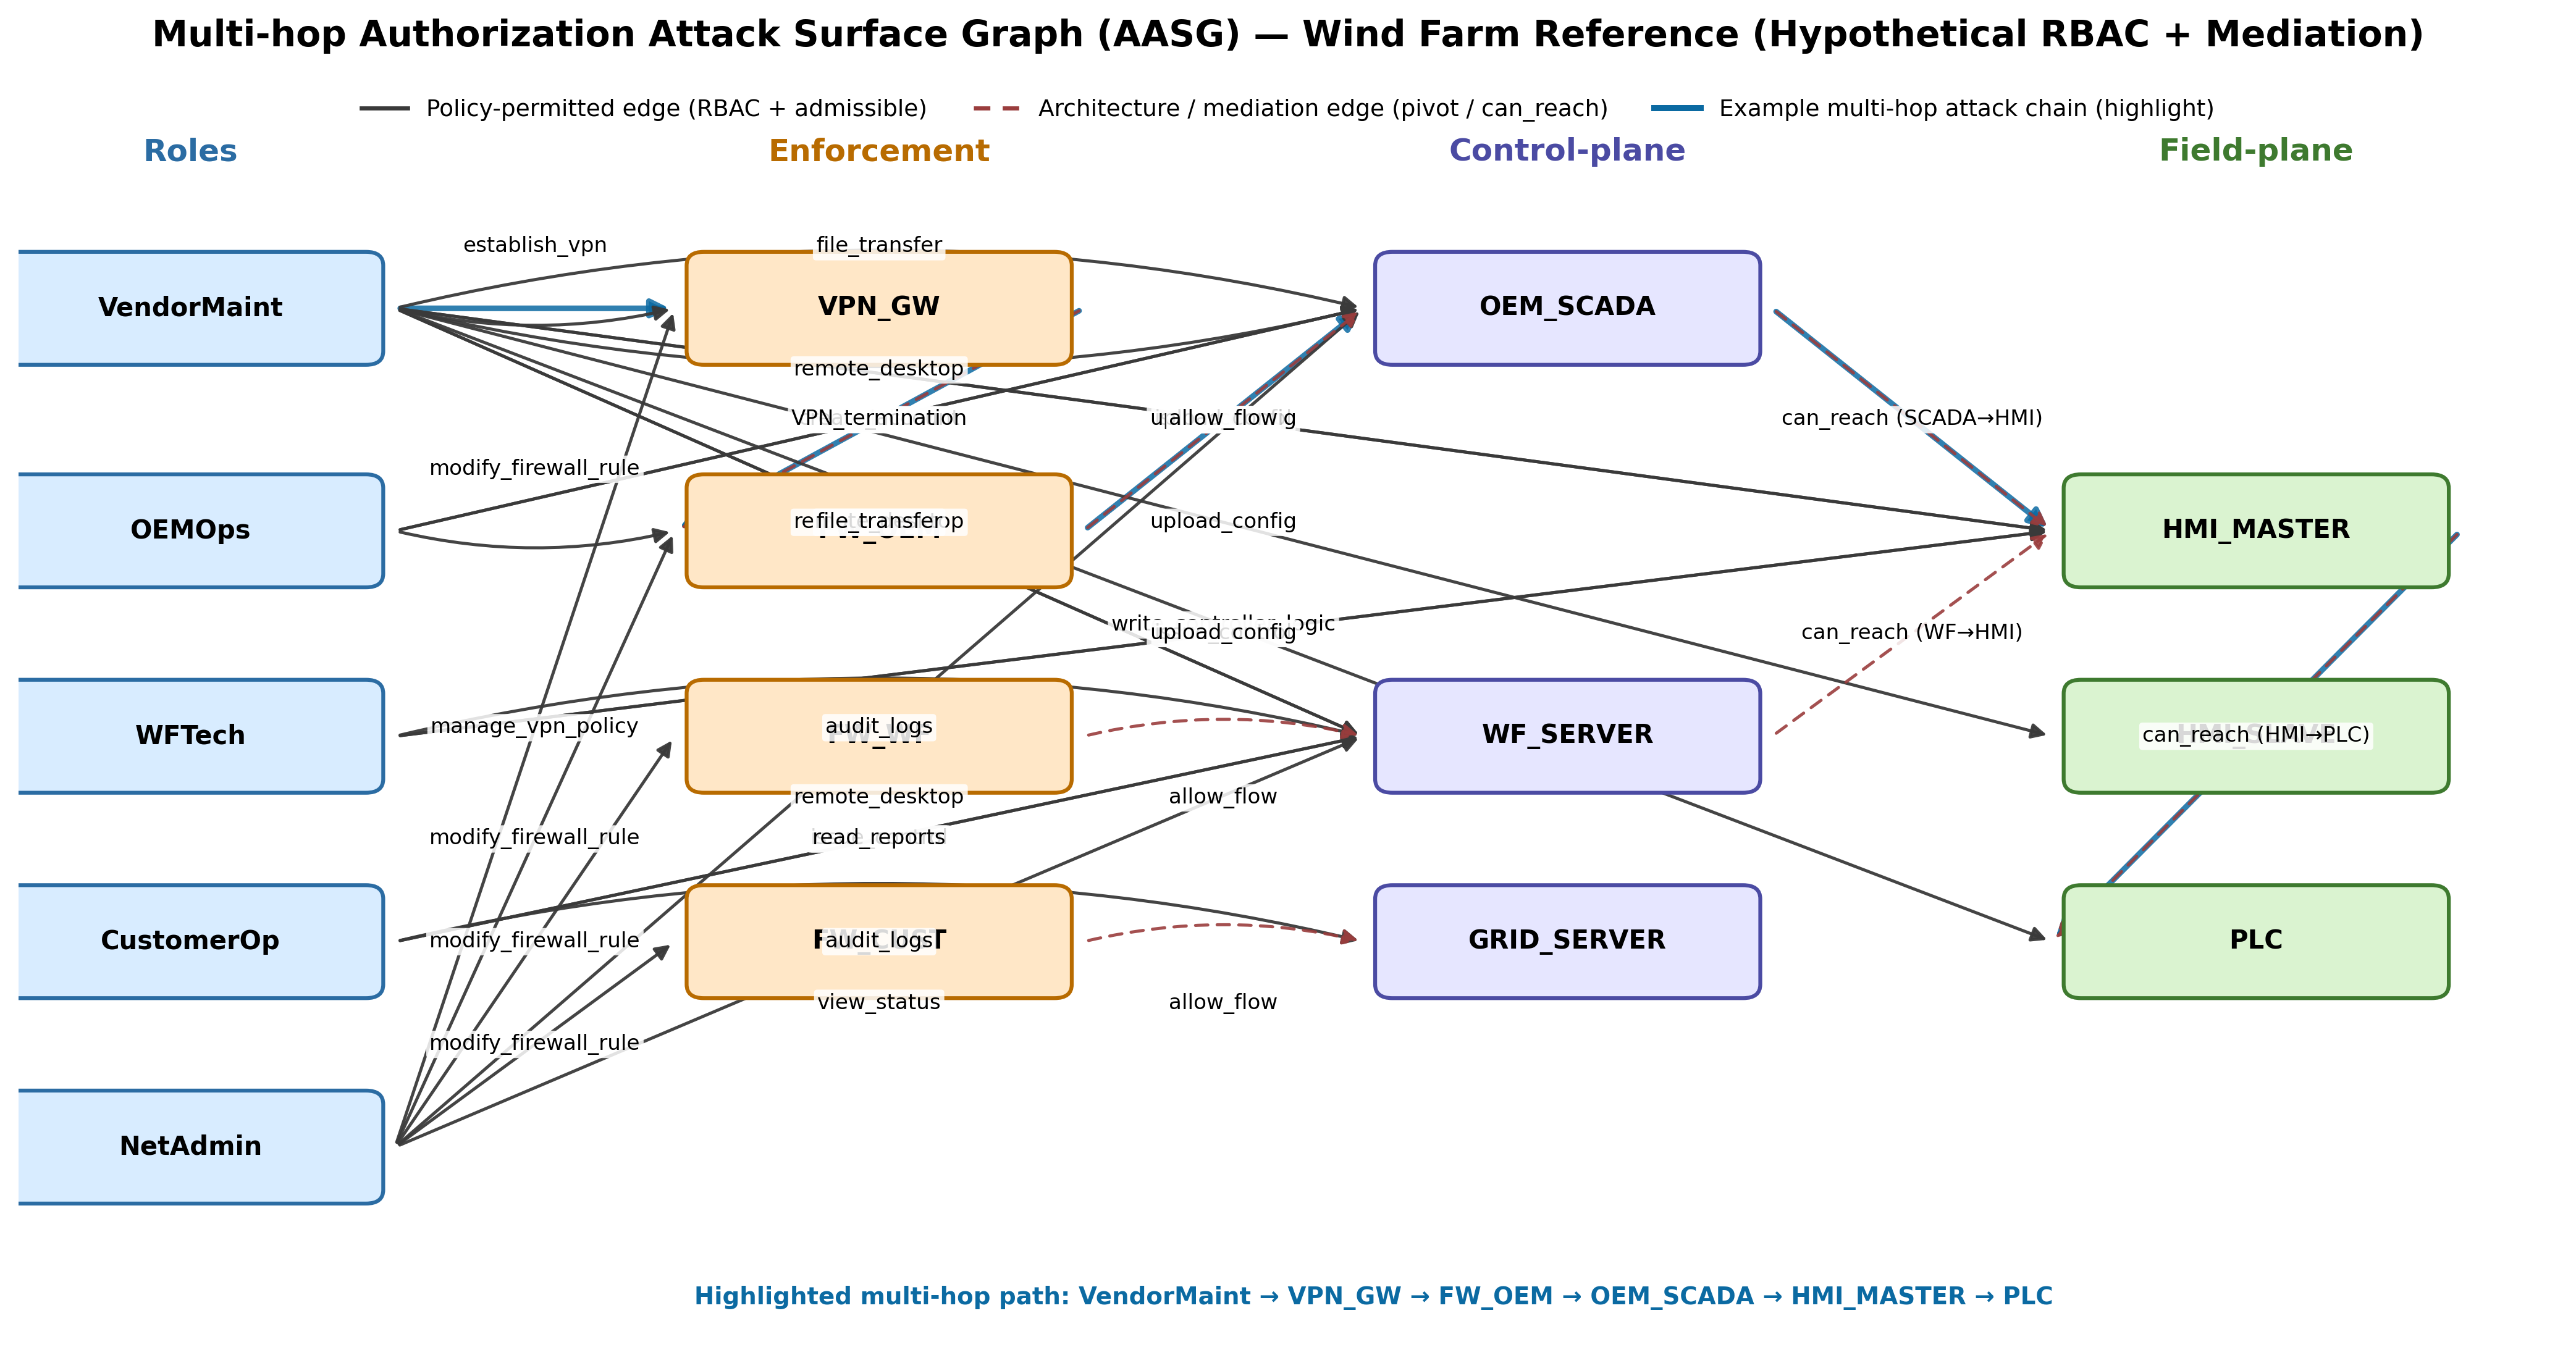 Multi-hop Authorization Attack Surface Graph (AASG) — Wind Farm Reference (Hypothetical RBAC + Mediation)
Policy-permitted edge (RBAC + admissible)
Architecture / mediation edge (pivot / can_reach)
Example multi-hop attack chain (highlight)
Roles
Enforcement
Control-plane
Field-plane
establish_vpn
file_transfer
VendorMaint
VPN_GW
OEM_SCADA
remote_desktop
VPN_termination
allow_flow
can_reach (SCADA→HMI)
modify_firewall_rule
OEMOps
file_transfer
upload_config
HMI_MASTER
write_controller_logic
upload_config
can_reach (WF→HMI)
WFTech
manage_vpn_policy
audit_logs
WF_SERVER
can_reach (HMI→PLC)
remote_desktop
allow_flow
modify_firewall_rule
read_reports
CustomerOp
modify_firewall_rule
audit_logs
GRID_SERVER
PLC
view_status
allow_flow
modify_firewall_rule
NetAdmin
Highlighted multi-hop path: VendorMaint → VPN_GW → FW_OEM → OEM_SCADA → HMI_MASTER → PLC